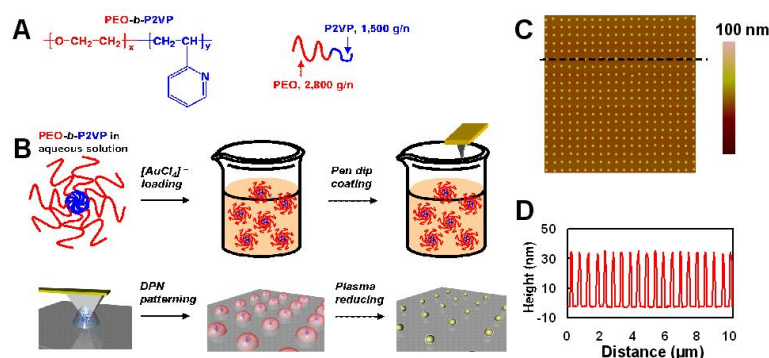 A
PEO-b-P2VP
[O-CH₂-CH₂]ₓ [CH₂-CH]ᵧ
N
P2VP, 1,500 g/n
PEO, 2,800 g/n
B
PEO-b-P2VP in
aqueous solution
[AuCl₄]⁻
loading
Pen dip
coating
DPN
patterning
Plasma
reducing
C
100 nm
0
D
Height (nm)
50
30
10
-10
0 2 4 6 8 10
Distance (µm)